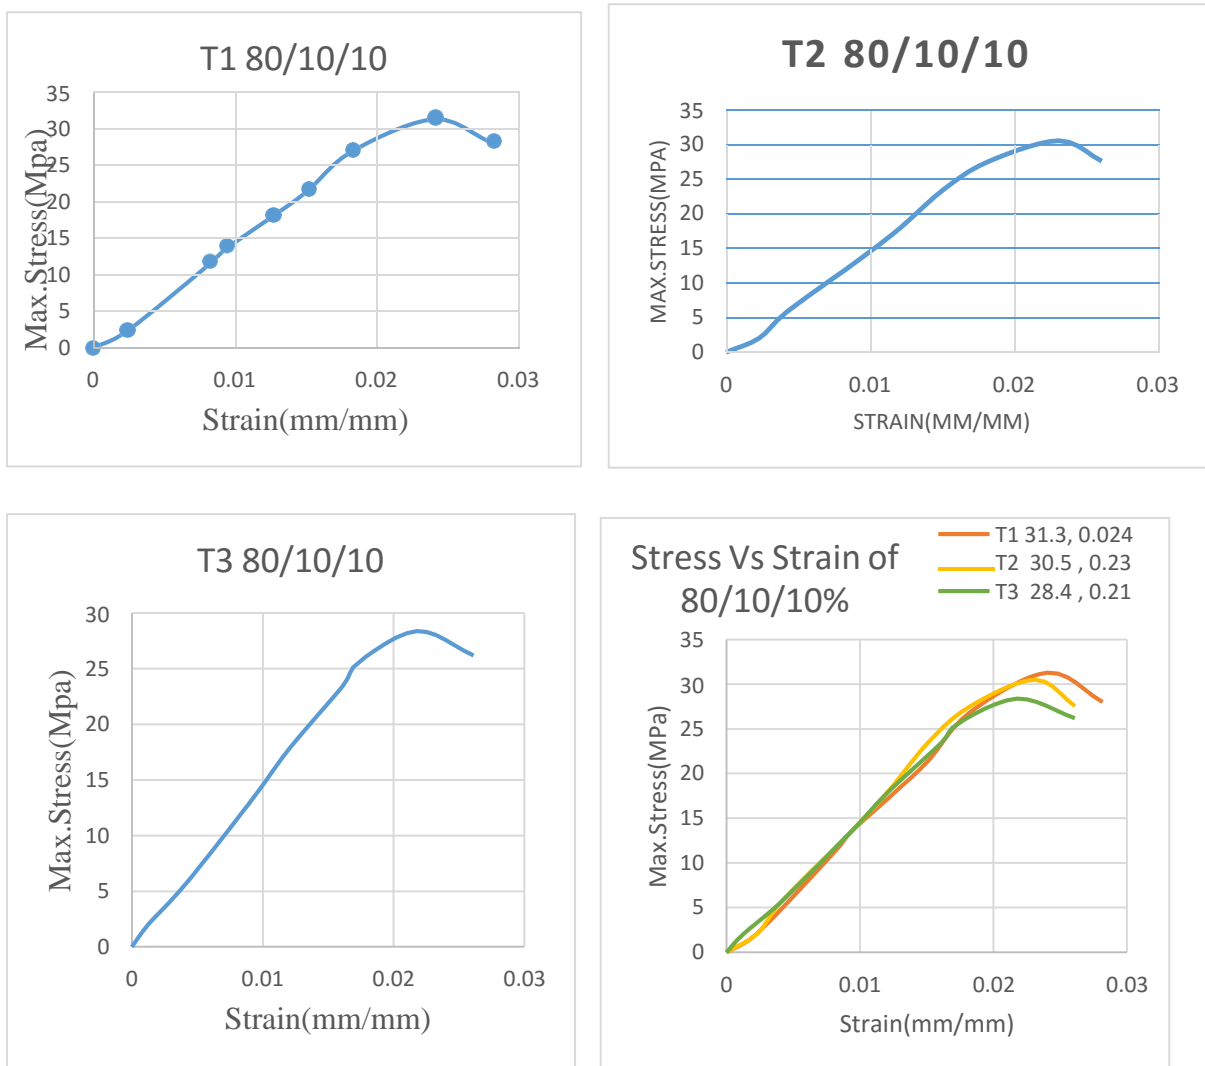 T1 80/10/10
35
30
25
20
15
10
5
0
0 0.01 0.02 0.03
Max.Stress(Mpa)
Strain(mm/mm)
T2 80/10/10
35
30
25
20
15
10
5
0
0 0.01 0.02 0.03
MAX.STRESS(MPA)
STRAIN(MM/MM)
T3 80/10/10
30
25
20
15
10
5
0
0 0.01 0.02 0.03
Max.Stress(Mpa)
Strain(mm/mm)
Stress Vs Strain of
80/10/10%
T1 31.3, 0.024
T2 30.5 , 0.23
T3 28.4 , 0.21
35
30
25
20
15
10
5
0
0 0.01 0.02 0.03
Max.Stress(MPa)
Strain(mm/mm)